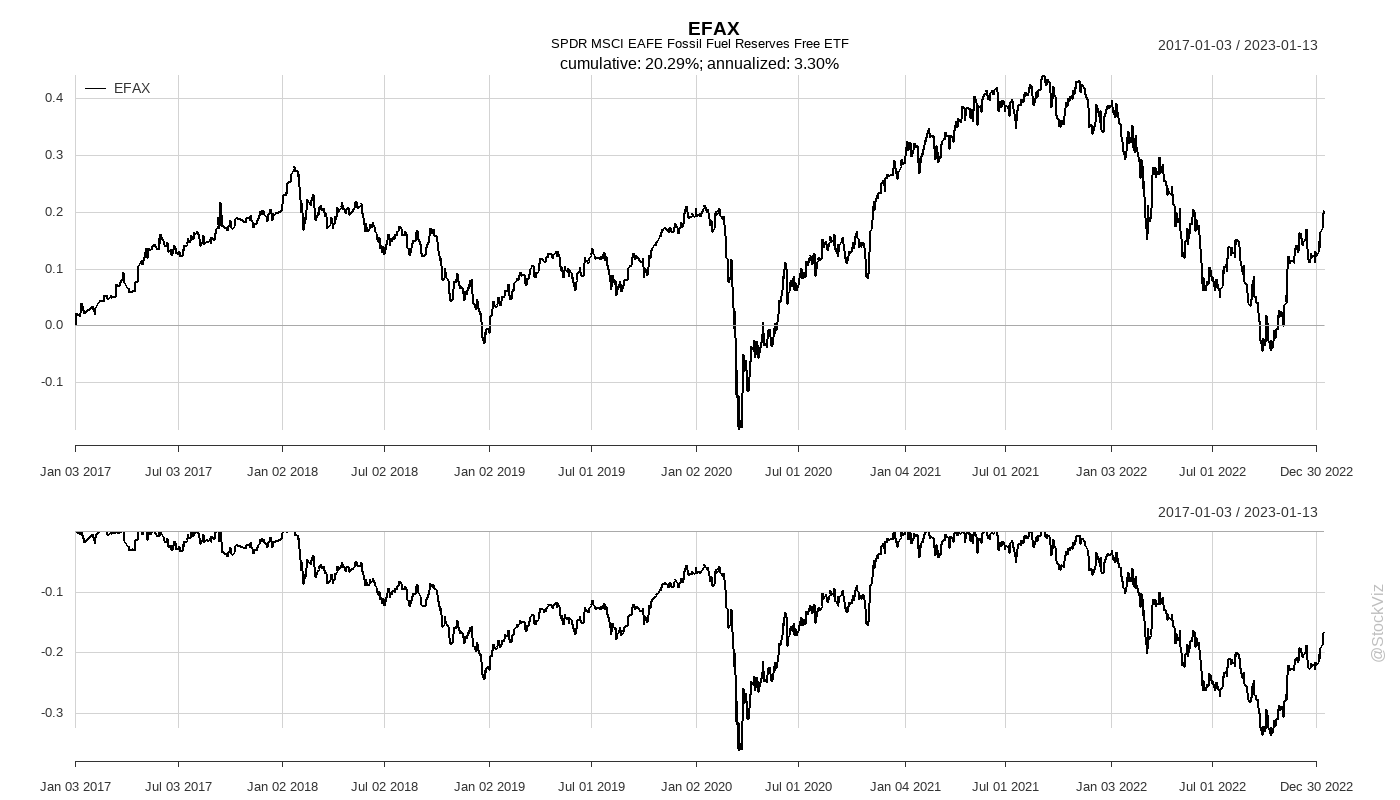 EFAX
SPDR MSCI EAFE Fossil Fuel Reserves Free ETF
2017-01-03 / 2023-01-13
cumulative: 20.29%; annualized: 3.30%
EFAX
0.4
0.3
0.2
0.1
0.0
-0.1
Jan 03 2017 Jul 03 2017 Jan 02 2018 Jul 02 2018 Jan 02 2019 Jul 01 2019 Jan 02 2020 Jul 01 2020 Jan 04 2021 Jul 01 2021 Jan 03 2022 Jul 01 2022 Dec 30 2022
2017-01-03 / 2023-01-13
-0.1
-0.2
-0.3
@StockViz
Jan 03 2017 Jul 03 2017 Jan 02 2018 Jul 02 2018 Jan 02 2019 Jul 01 2019 Jan 02 2020 Jul 01 2020 Jan 04 2021 Jul 01 2021 Jan 03 2022 Jul 01 2022 Dec 30 2022